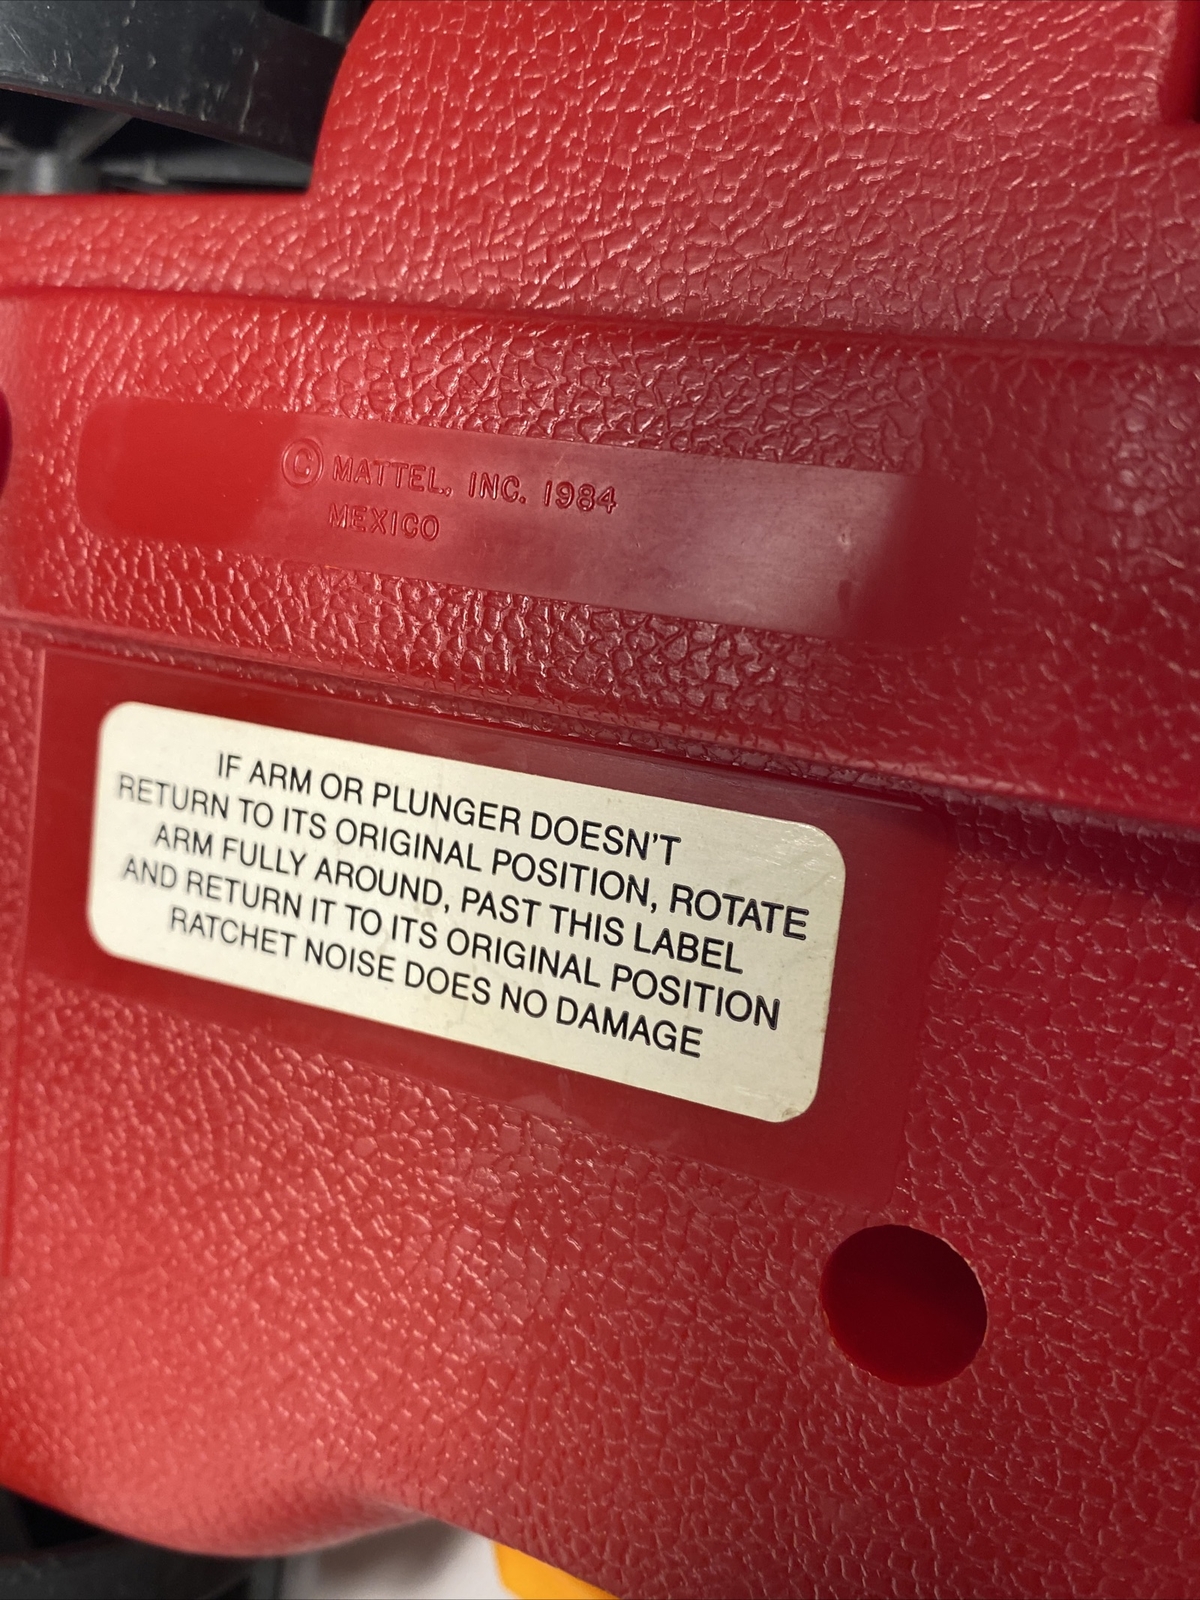 © MATTEL, INC. 1984
MEXICO
IF ARM OR PLUNGER DOESN'T
RETURN TO ITS ORIGINAL POSITION, ROTATE
ARM FULLY AROUND, PAST THIS LABEL
AND RETURN IT TO ITS ORIGINAL POSITION
RATCHET NOISE DOES NO DAMAGE